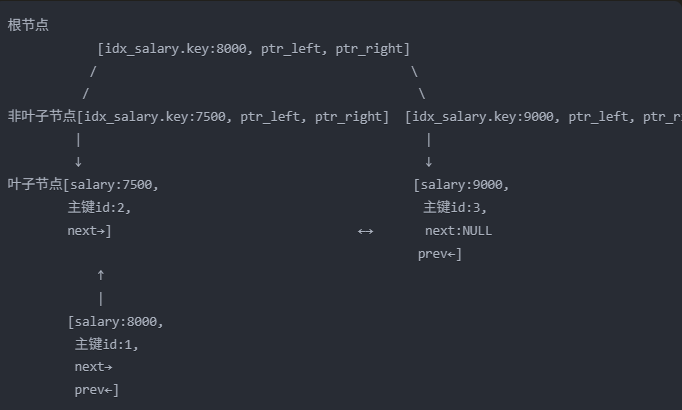 根节点
[idx_salary.key:8000, ptr_left, ptr_right]
/ \
/ \
非叶子节点[idx_salary.key:7500, ptr_left, ptr_right] [idx_salary.key:9000, ptr_left, ptr_r
| |
↓ ↓
叶子节点[salary:7500, [salary:9000,
主键id:2, 主键id:3,
next→] ↔ next:NULL
prev←]
↑
|
[salary:8000,
主键id:1,
next→
prev←]